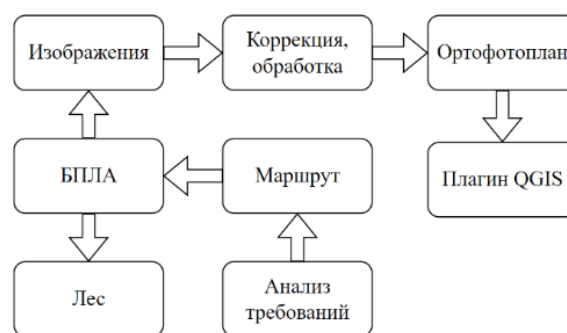 Изображения
Коррекция,
обработка
Ортофотоплан
БПЛА
Маршрут
Плагин QGIS
Лес
Анализ
требований